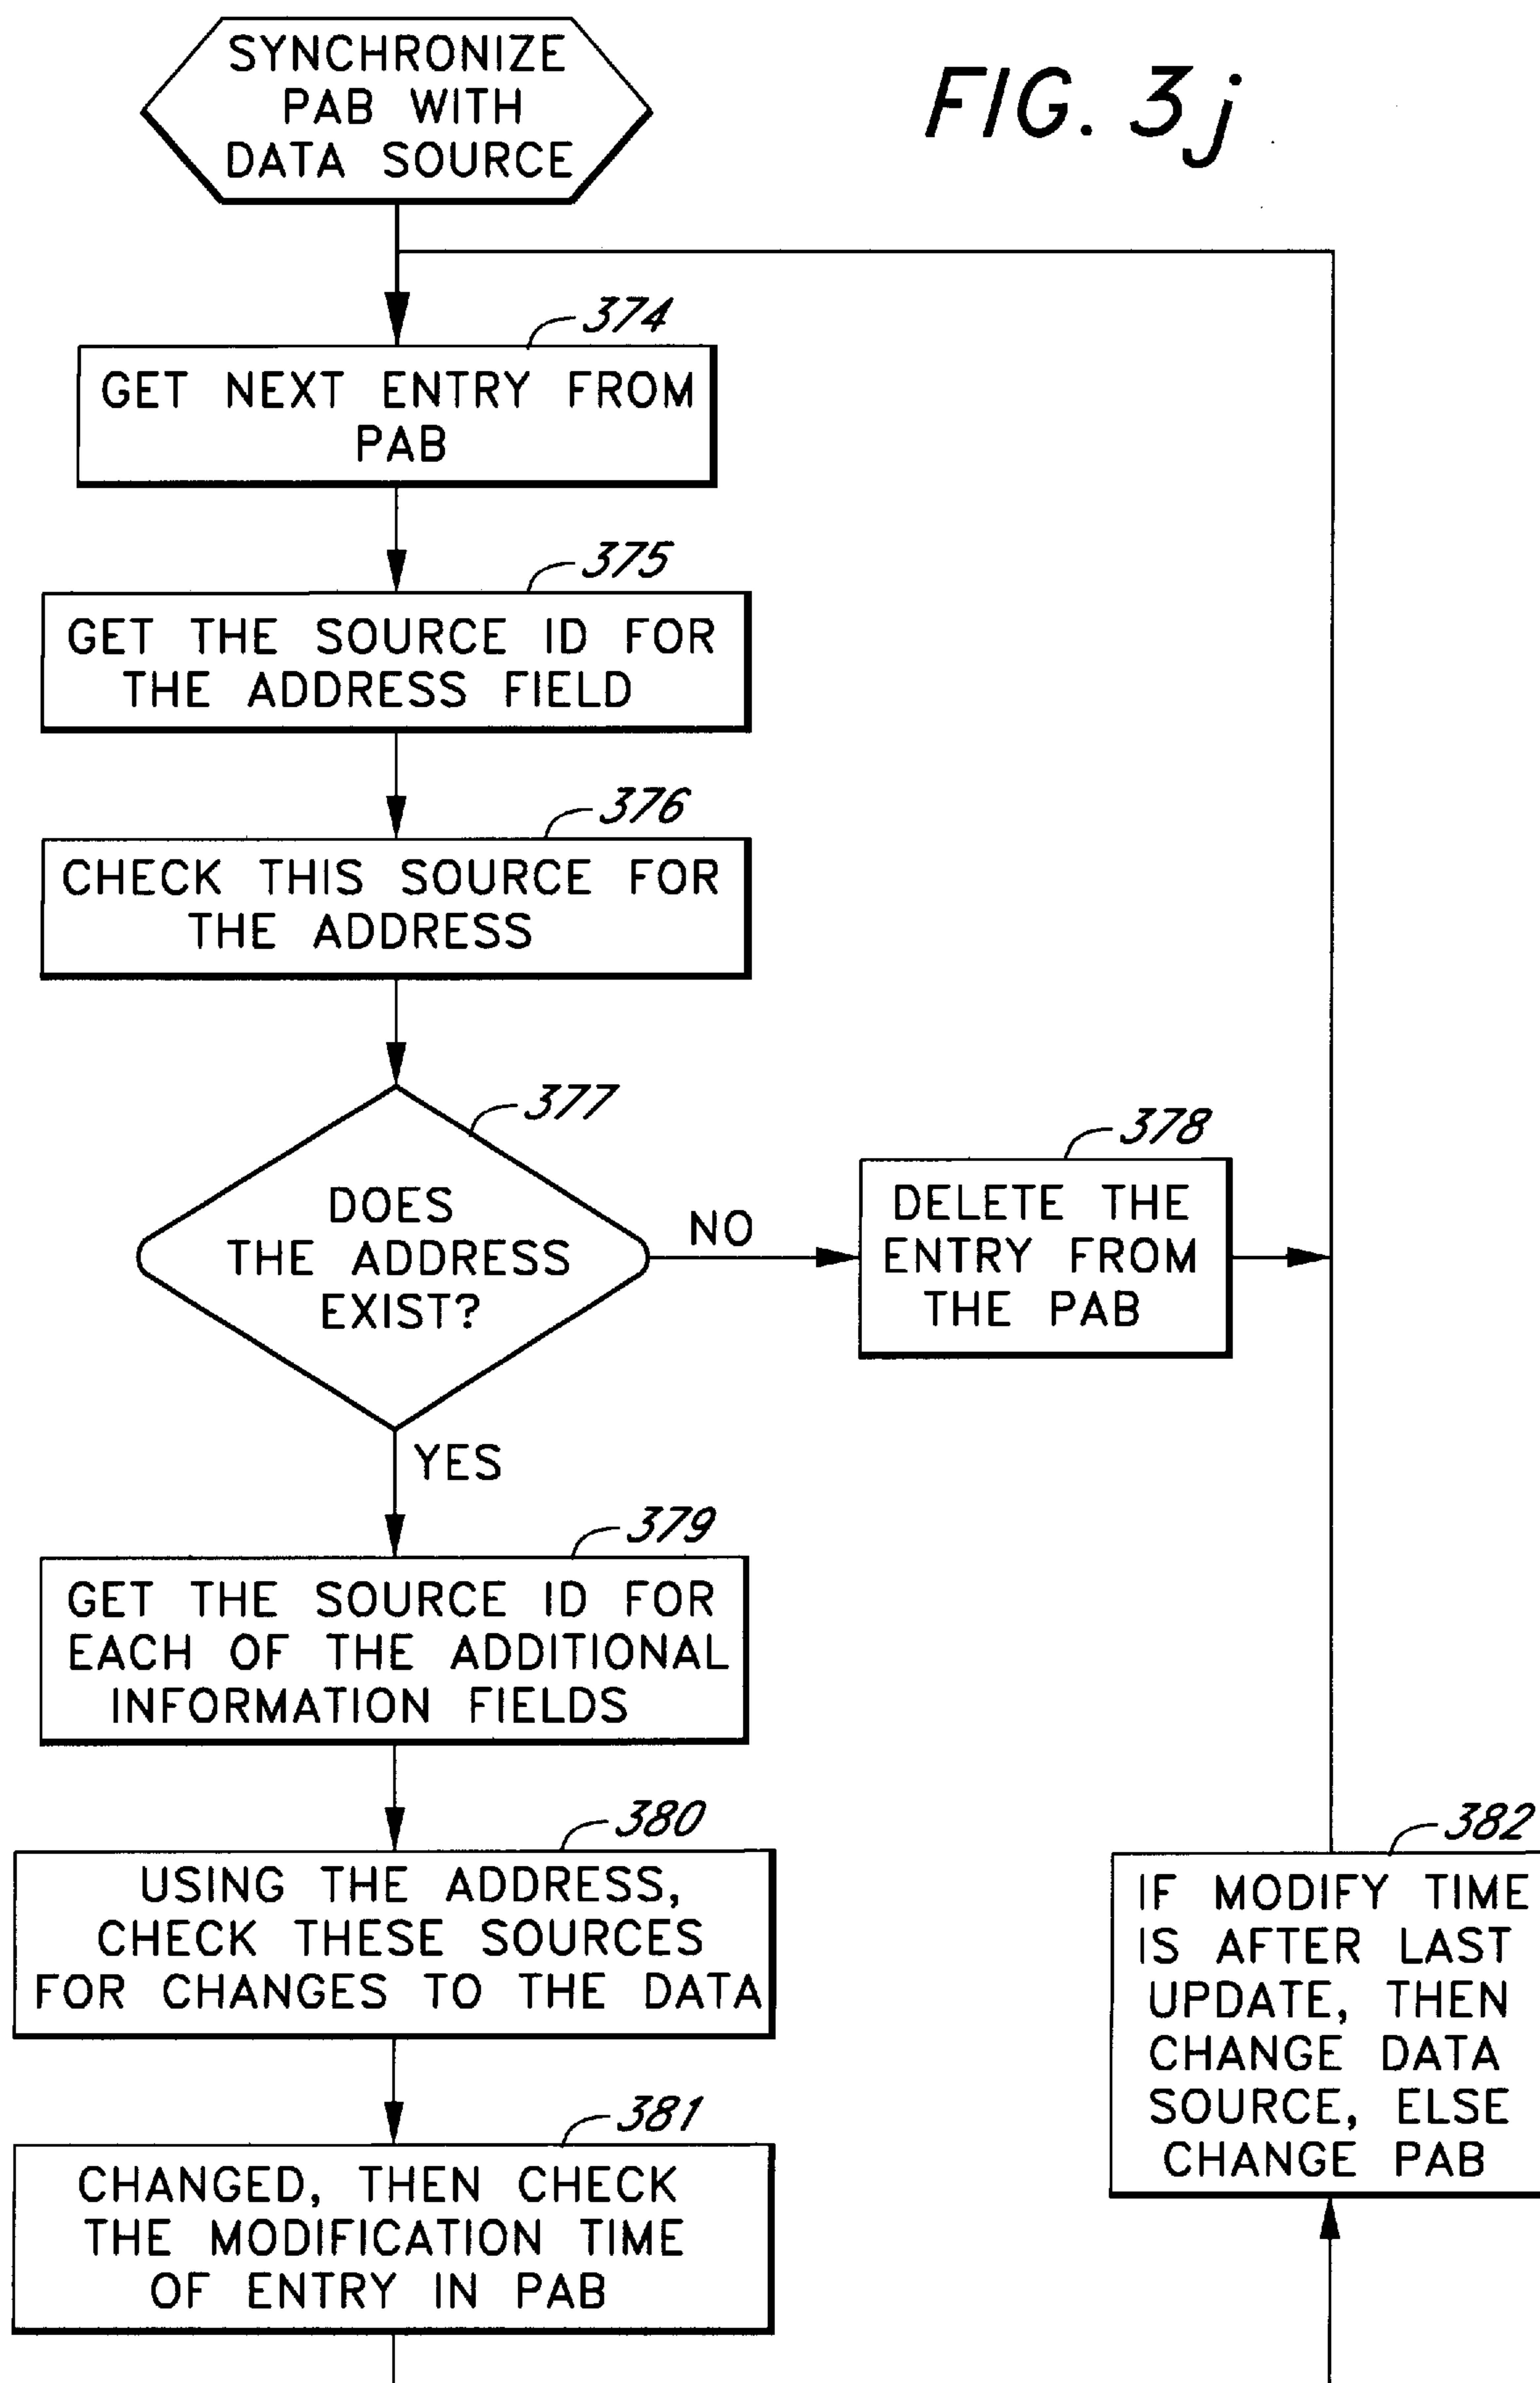 SYNCHRONIZE
PAB WITH
DATA SOURCE
FIG. 3j
374
GET NEXT ENTRY FROM
PAB
375
GET THE SOURCE ID FOR
THE ADDRESS FIELD
376
CHECK THIS SOURCE FOR
THE ADDRESS
377
DOES
THE ADDRESS
EXIST?
NO
378
DELETE THE
ENTRY FROM
THE PAB
YES
379
GET THE SOURCE ID FOR
EACH OF THE ADDITIONAL
INFORMATION FIELDS
380
USING THE ADDRESS,
CHECK THESE SOURCES
FOR CHANGES TO THE DATA
381
CHANGED, THEN CHECK
THE MODIFICATION TIME
OF ENTRY IN PAB
382
IF MODIFY TIME
IS AFTER LAST
UPDATE, THEN
CHANGE DATA
SOURCE, ELSE
CHANGE PAB